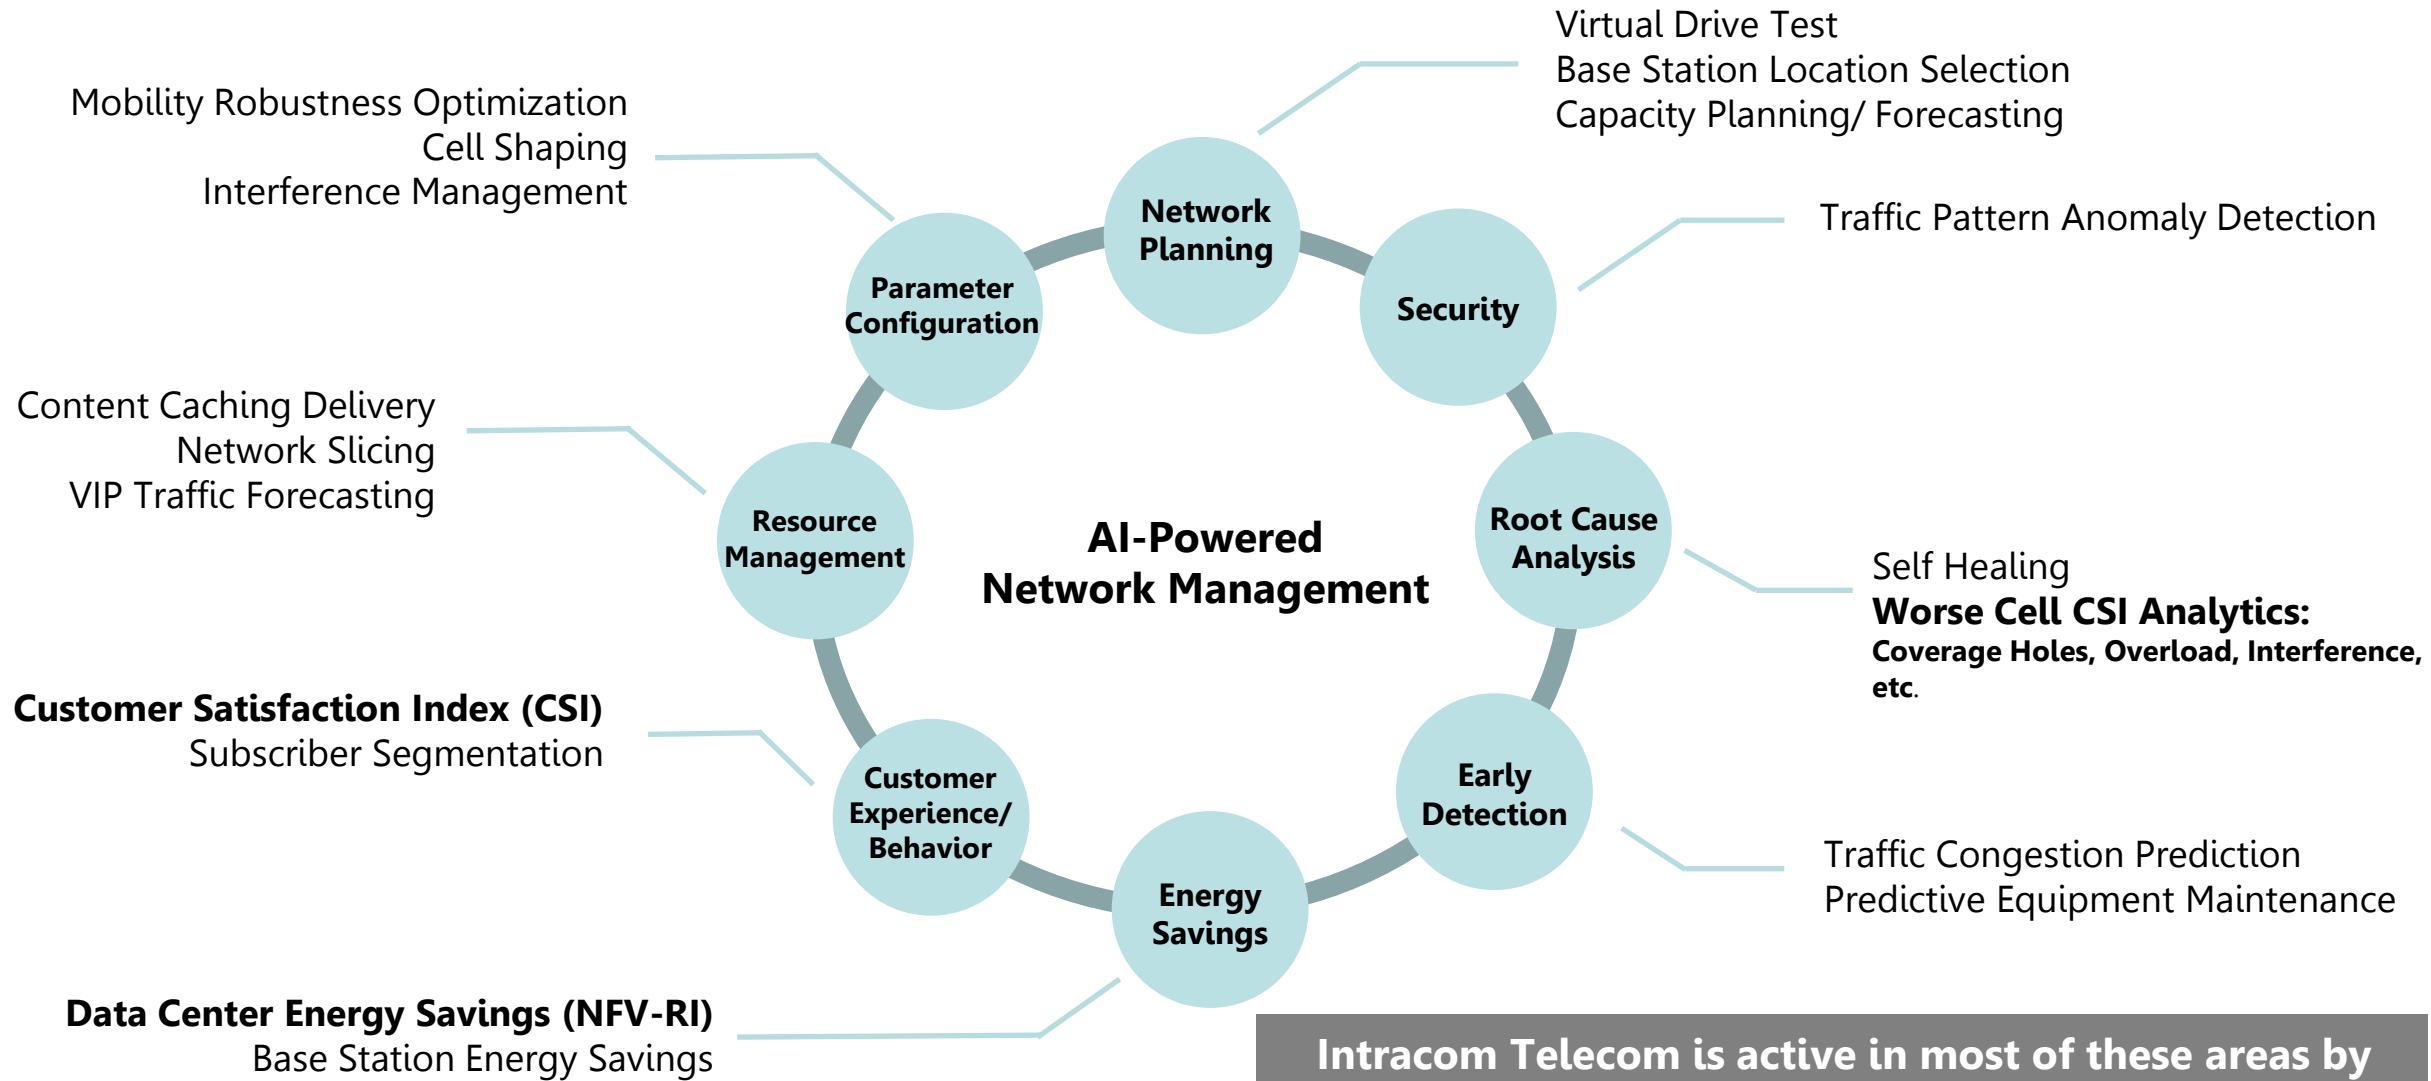 Virtual Drive Test
Base Station Location Selection
Capacity Planning/ Forecasting
Mobility Robustness Optimization
Cell Shaping
Interference Management
Network
Planning
Traffic Pattern Anomaly Detection
Security
Parameter
Configuration
Content Caching Delivery
Network Slicing
VIP Traffic Forecasting
Resource
Management
AI-Powered
Network Management
Root Cause
Analysis
Self Healing
Worse Cell CSI Analytics:
Coverage Holes, Overload, Interference,
etc.
Customer Satisfaction Index (CSI)
Subscriber Segmentation
Customer
Experience/
Behavior
Early
Detection
Traffic Congestion Prediction
Predictive Equipment Maintenance
Energy
Savings
Data Center Energy Savings (NFV-RI)
Base Station Energy Savings
Intracom Telecom is active in most of these areas by